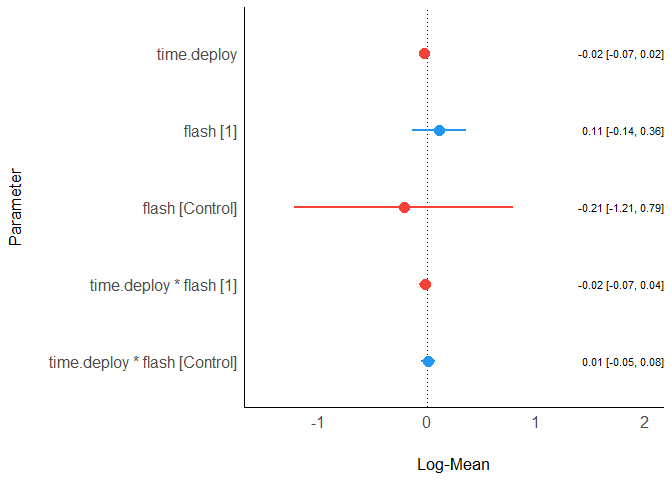 time.deploy -0.02 [-0.07, 0.02]
flash [1] 0.11 [-0.14, 0.36]
flash [Control] -0.21 [-1.21, 0.79]
time.deploy * flash [1] -0.02 [-0.07, 0.04]
time.deploy * flash [Control] 0.01 [-0.05, 0.08]
Parameter
-1 0 1 2
Log-Mean